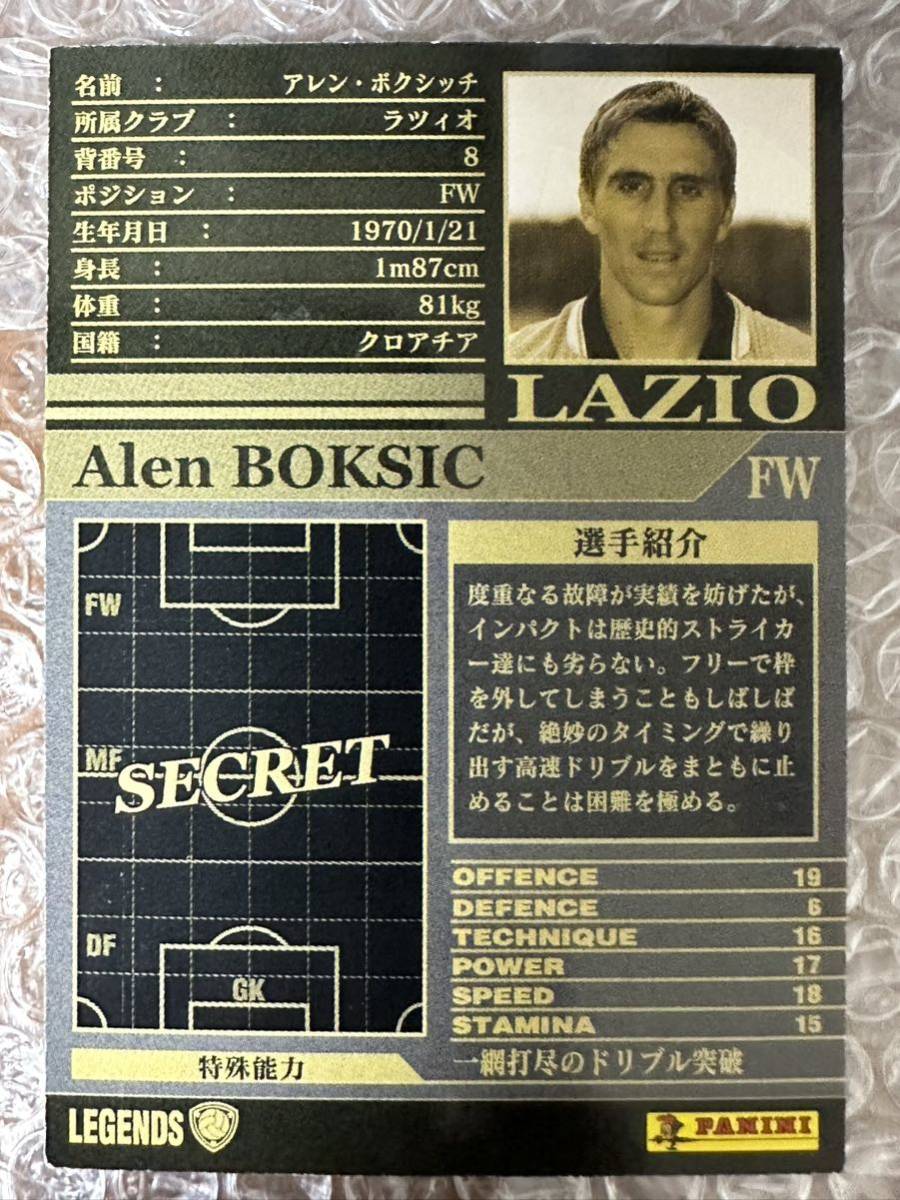 名前 : アレン・ボクシッチ
所属クラブ : ラツィオ
背番号 : 8
ポジション : FW
生年月日 : 1970/1/21
身長 : 1m87cm
体重 : 81kg
国籍 : クロアチア
LAZIO
Alen BOKSIC
FW
FW
MF
SECRET
DF
GK
選手紹介
度重なる故障が実績を妨げたが、
インパクトは歴史的ストライカ
ー達にも劣らない。フリーで枠
を外してしまうこともしばしば
だが、絶妙のタイミングで繰り
出す高速ドリブルをまともに止
めることは困難を極める。
OFFENCE 19
DEFENCE 6
TECHNIQUE 16
POWER 17
SPEED 18
STAMINA 15
特殊能力 一網打尽のドリブル突破
LEGENDS
PANINI